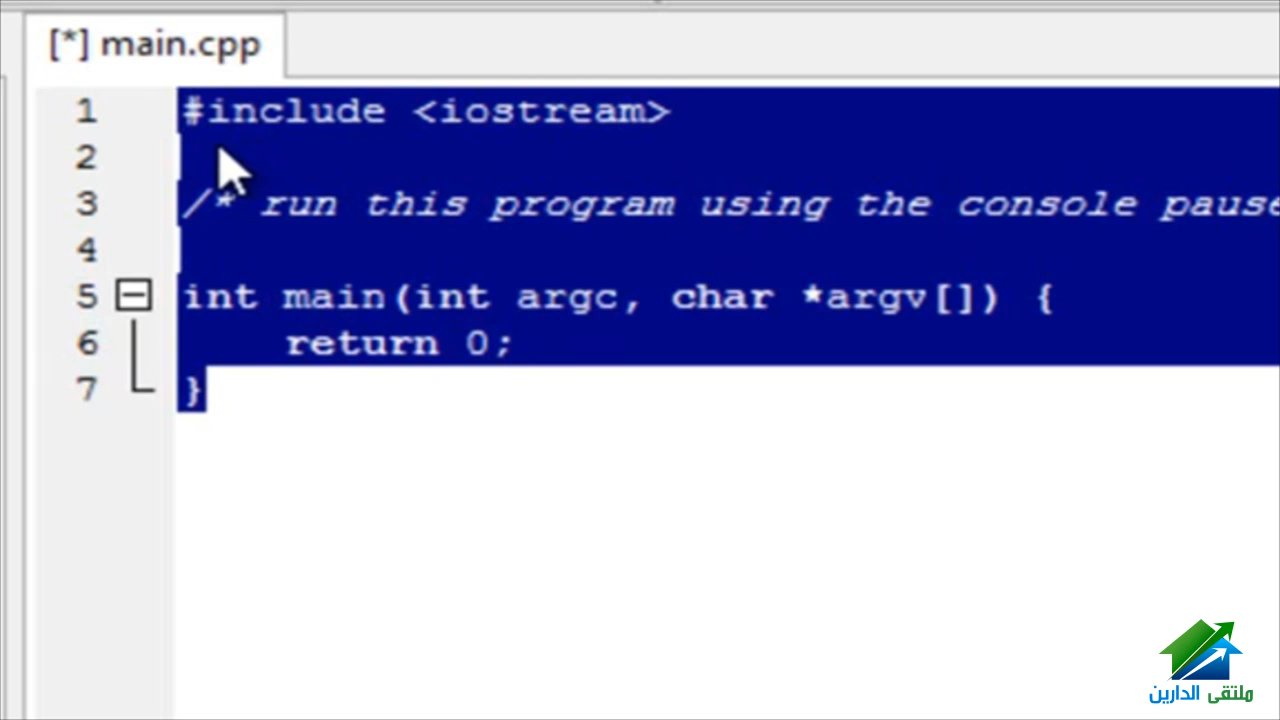 [*] main.cpp
1 #include <iostream>
2
3 /* run this program using the console pause
4
5 int main(int argc, char *argv[]) {
6 return 0;
7 }
ملتقى الدارين